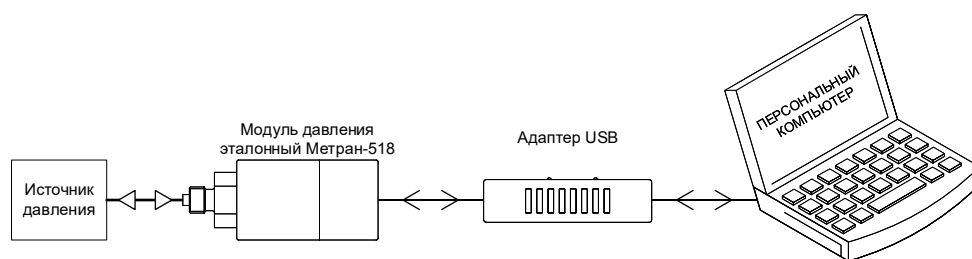 Источник
давления
Модуль давления
эталонный Метран-518
Адаптер USB
ПЕРСОНАЛЬНЫЙ
КОМПЬЮТЕР